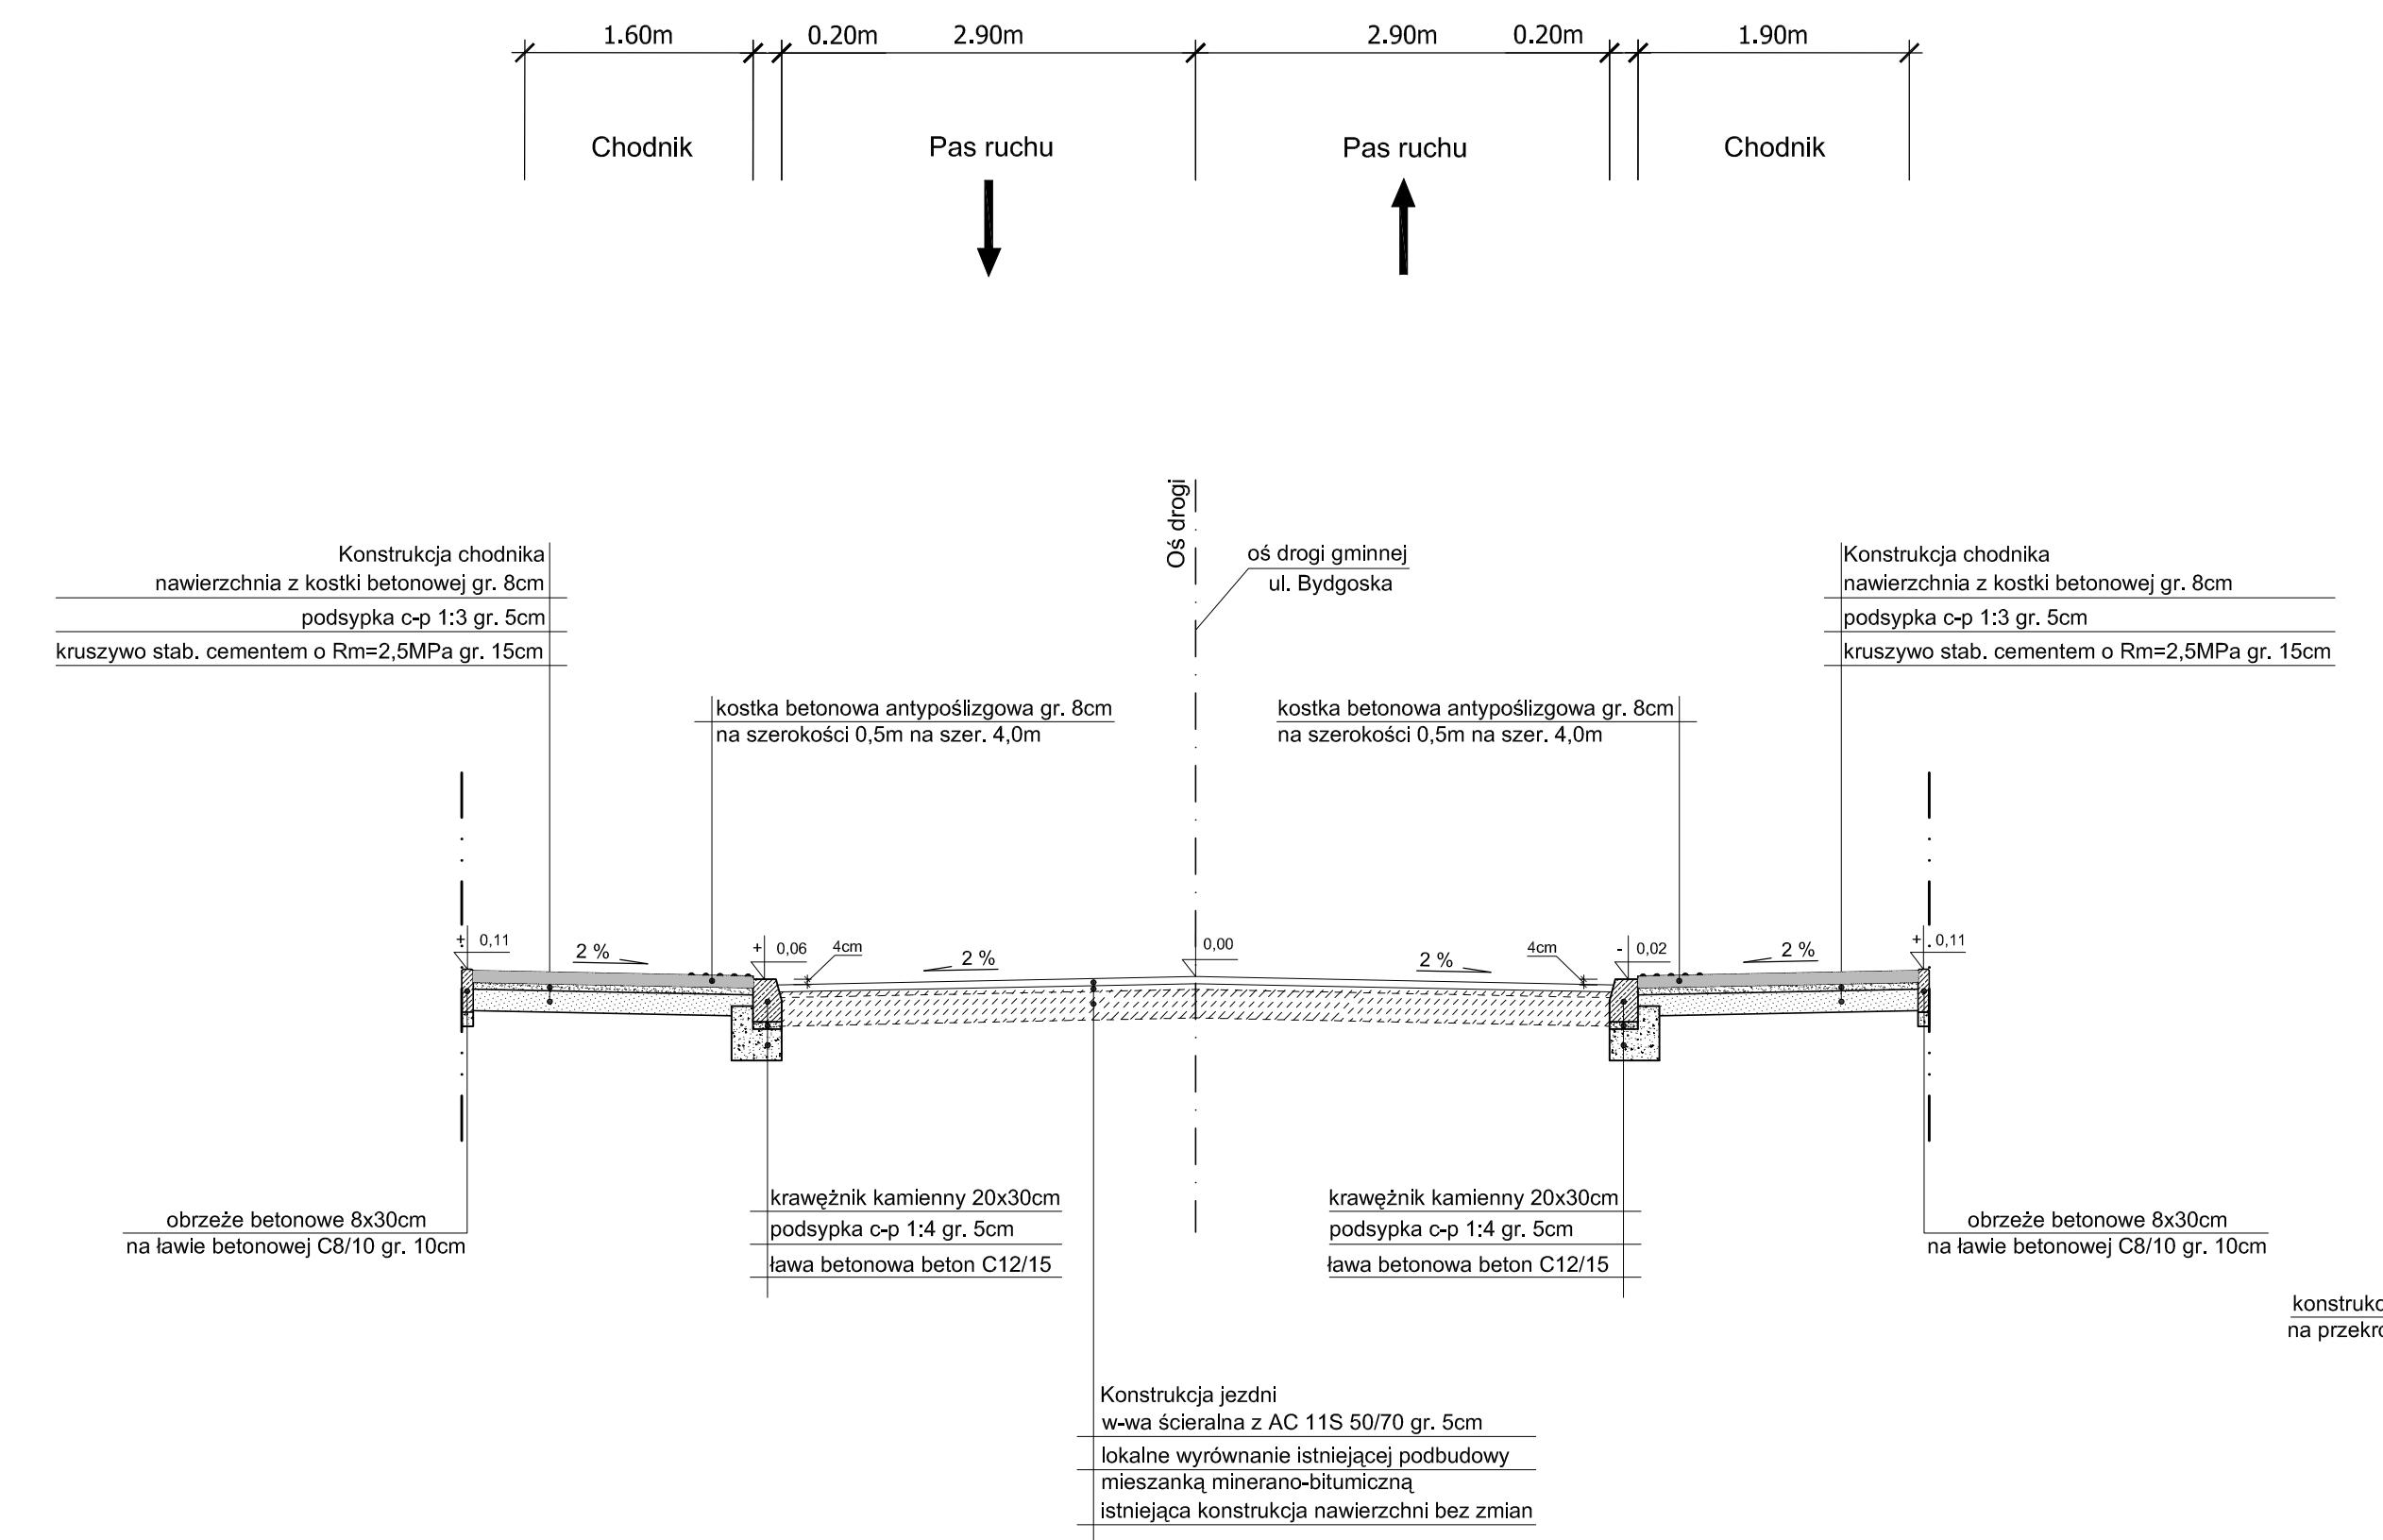 1.60m 0.20m 2.90m 2.90m 0.20m 1.90m
Chodnik Pas ruchu Pas ruchu Chodnik
Oś drogi
oś drogi gminnej
ul. Bydgoska
Konstrukcja chodnika
nawierzchnia z kostki betonowej gr. 8cm
podsypka c-p 1:3 gr. 5cm
kruszywo stab. cementem o Rm=2,5MPa gr. 15cm
Konstrukcja chodnika
nawierzchnia z kostki betonowej gr. 8cm
podsypka c-p 1:3 gr. 5cm
kruszywo stab. cementem o Rm=2,5MPa gr. 15cm
kostka betonowa antypoślizgowa gr. 8cm
na szerokości 0,5m na szer. 4,0m
kostka betonowa antypoślizgowa gr. 8cm
na szerokości 0,5m na szer. 4,0m
+ 0,11 2 % + 0,06 4cm 2 % 0,00 2 % 4cm - 0,02 2 % + 0,11
krawężnik kamienny 20x30cm
podsypka c-p 1:4 gr. 5cm
ława betonowa beton C12/15
krawężnik kamienny 20x30cm
podsypka c-p 1:4 gr. 5cm
ława betonowa beton C12/15
obrzeże betonowe 8x30cm
na ławie betonowej C8/10 gr. 10cm
obrzeże betonowe 8x30cm
na ławie betonowej C8/10 gr. 10cm
Konstrukcja jezdni
w-wa ścieralna z AC 11S 50/70 gr. 5cm
lokalne wyrównanie istniejącej podbudowy
mieszanką minerano-bitumiczną
istniejąca konstrukcja nawierzchni bez zmian
na